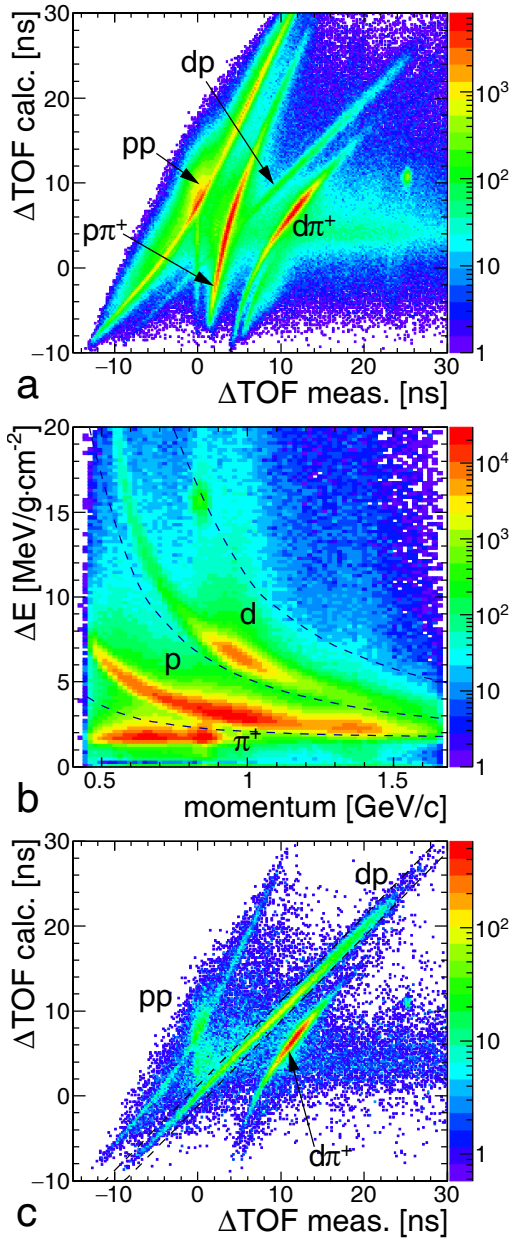 30
20
10
0
−10
ΔTOF calc. [ns]
dp
pp
pπ⁺
dπ⁺
10³
10²
10
1
−10 0 10 20 30
a
ΔTOF meas. [ns]
20
15
10
5
0
ΔE [MeV/g·cm⁻²]
d
p
π⁺
10⁴
10³
10²
10
1
0.5 1 1.5
b
momentum [GeV/c]
30
20
10
0
−10
ΔTOF calc. [ns]
dp
pp
dπ⁺
10²
10
1
−10 0 10 20 30
c
ΔTOF meas. [ns]